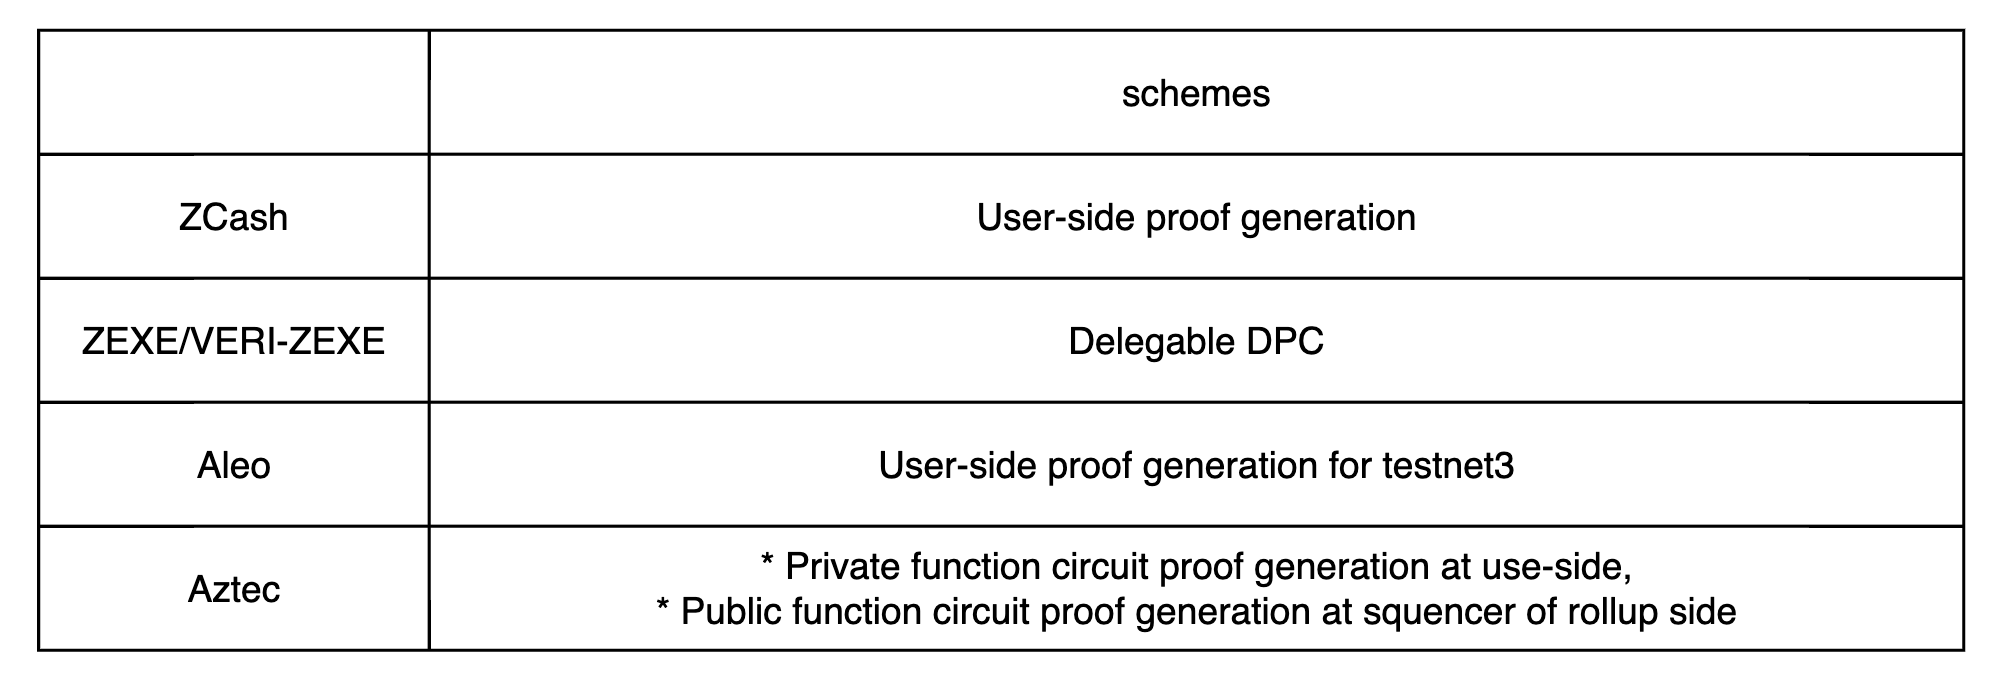 schemes
ZCash
User-side proof generation
ZEXE/VERI-ZEXE
Delegable DPC
Aleo
User-side proof generation for testnet3
Aztec
* Private function circuit proof generation at use-side,
* Public function circuit proof generation at squencer of rollup side